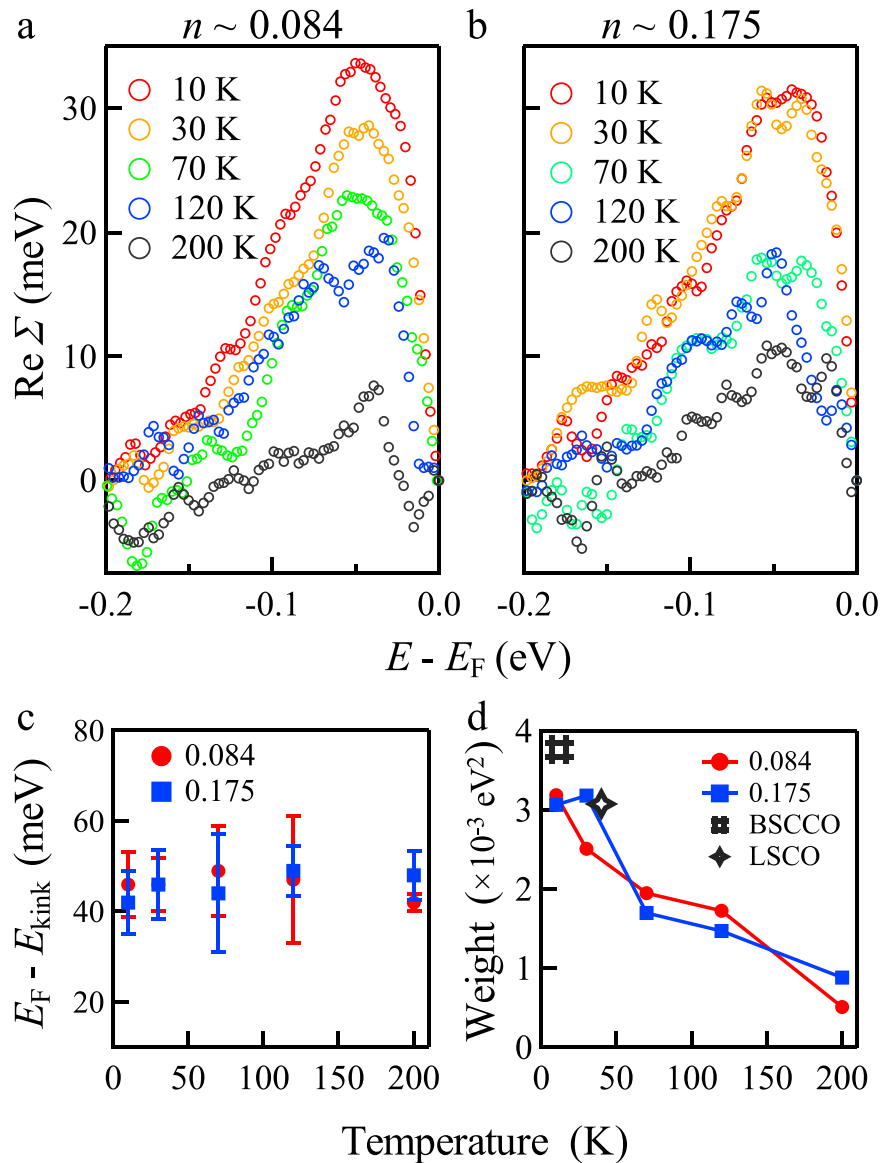 a
n ~ 0.084
b
n ~ 0.175
Re Σ (meV)
30
20
10
0
10 K
30 K
70 K
120 K
200 K
10 K
30 K
70 K
120 K
200 K
-0.2
-0.1
0.0
-0.2
-0.1
0.0
E - E_F (eV)
c
E_F - E_kink (meV)
80
60
40
20
0.084
0.175
0
50
100
150
200
d
Weight (×10⁻³ eV²)
4
3
2
1
0
0.084
0.175
BSCCO
LSCO
0
50
100
150
200
Temperature (K)